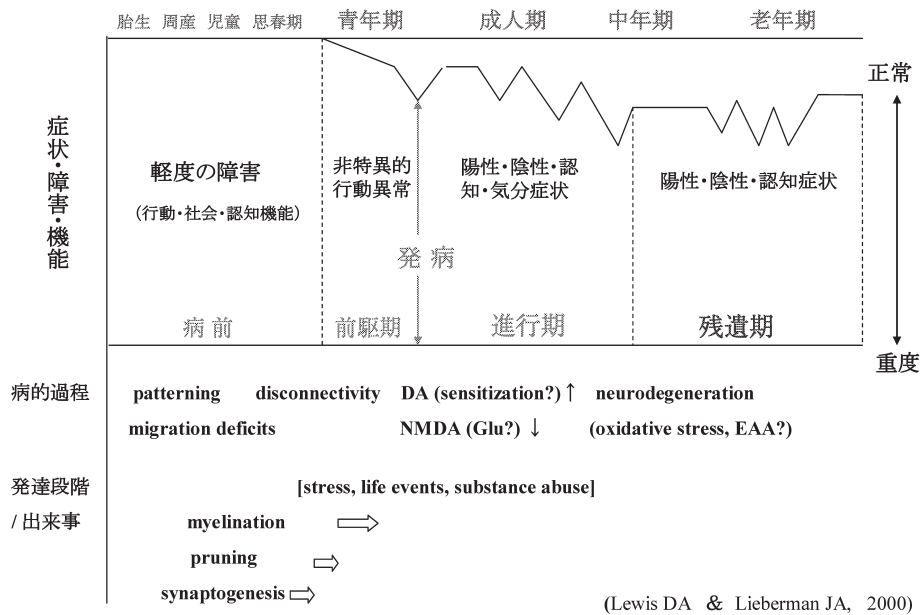 胎生 周産 児童 思春期 青年期 成人期 中年期 老年期
正常
症状・障害・機能
軽度の障害
(行動・社会・認知機能)
非特異的
行動異常
陽性・陰性・認
知・気分症状
陽性・陰性・認知症状
発病
病前 前駆期 進行期 残遺期
重度
病的過程 patterning disconnectivity DA (sensitization?) ↑ neurodegeneration
migration deficits NMDA (Glu?) ↓ (oxidative stress, EAA?)
発達段階 [stress, life events, substance abuse]
/出来事 myelination
pruning
synaptogenesis
(Lewis DA & Lieberman JA, 2000)